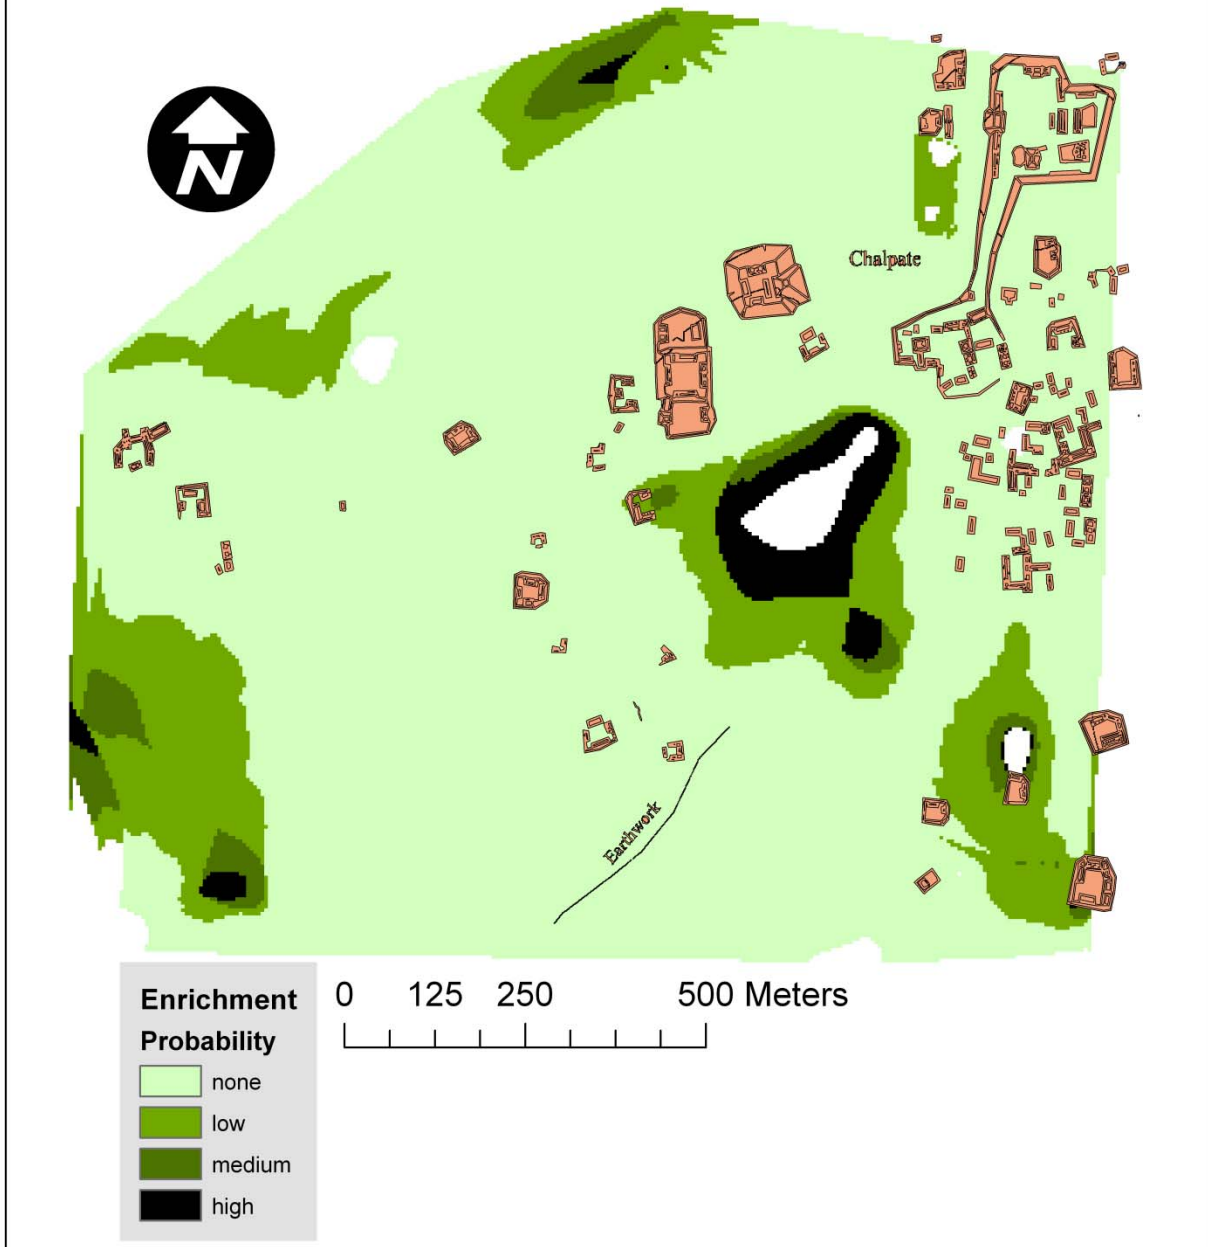 N
Chalpate
Earthwork
Enrichment
Probability
none
low
medium
high
0 125 250 500 Meters